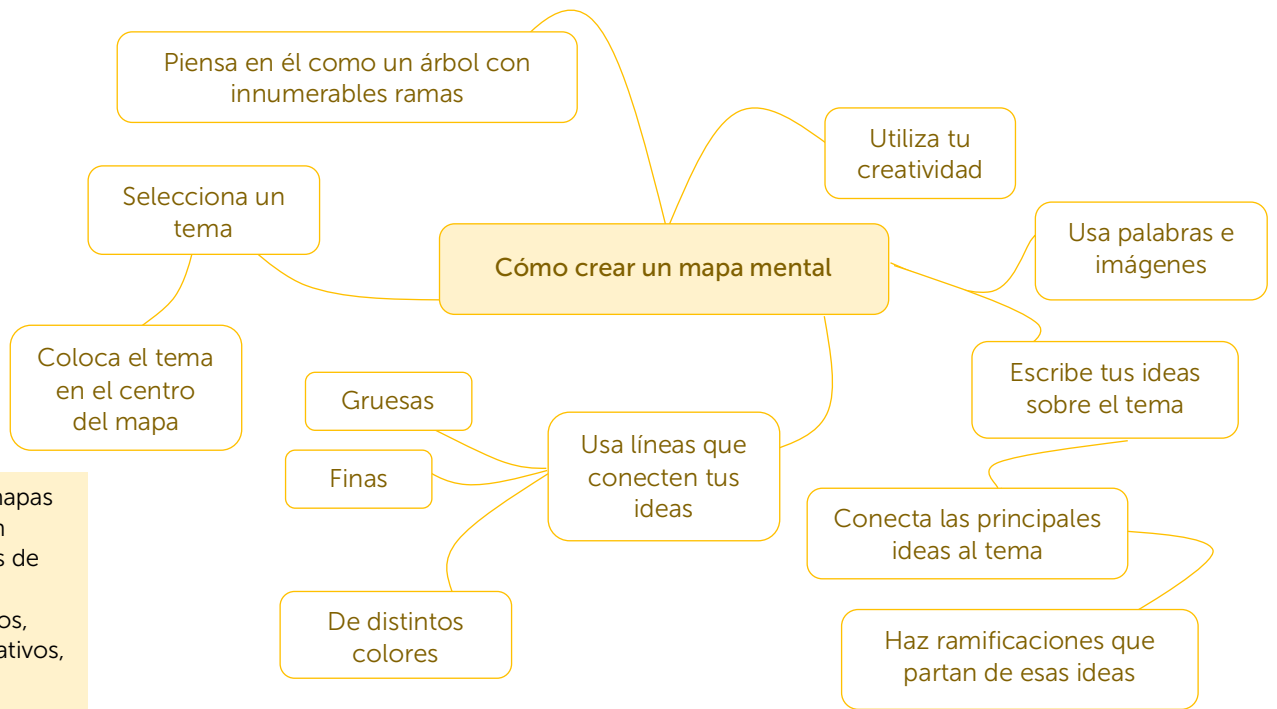 Piensa en él como un árbol con
innumerables ramas
Utiliza tu
creatividad
Selecciona un
tema
Usa palabras e
imágenes
Cómo crear un mapa mental
Coloca el tema
en el centro
del mapa
Escribe tus ideas
sobre el tema
Gruesas
Finas
Usa líneas que
conecten tus
ideas
Conecta las principales
ideas al tema
De distintos
colores
Haz ramificaciones que
partan de esas ideas
de